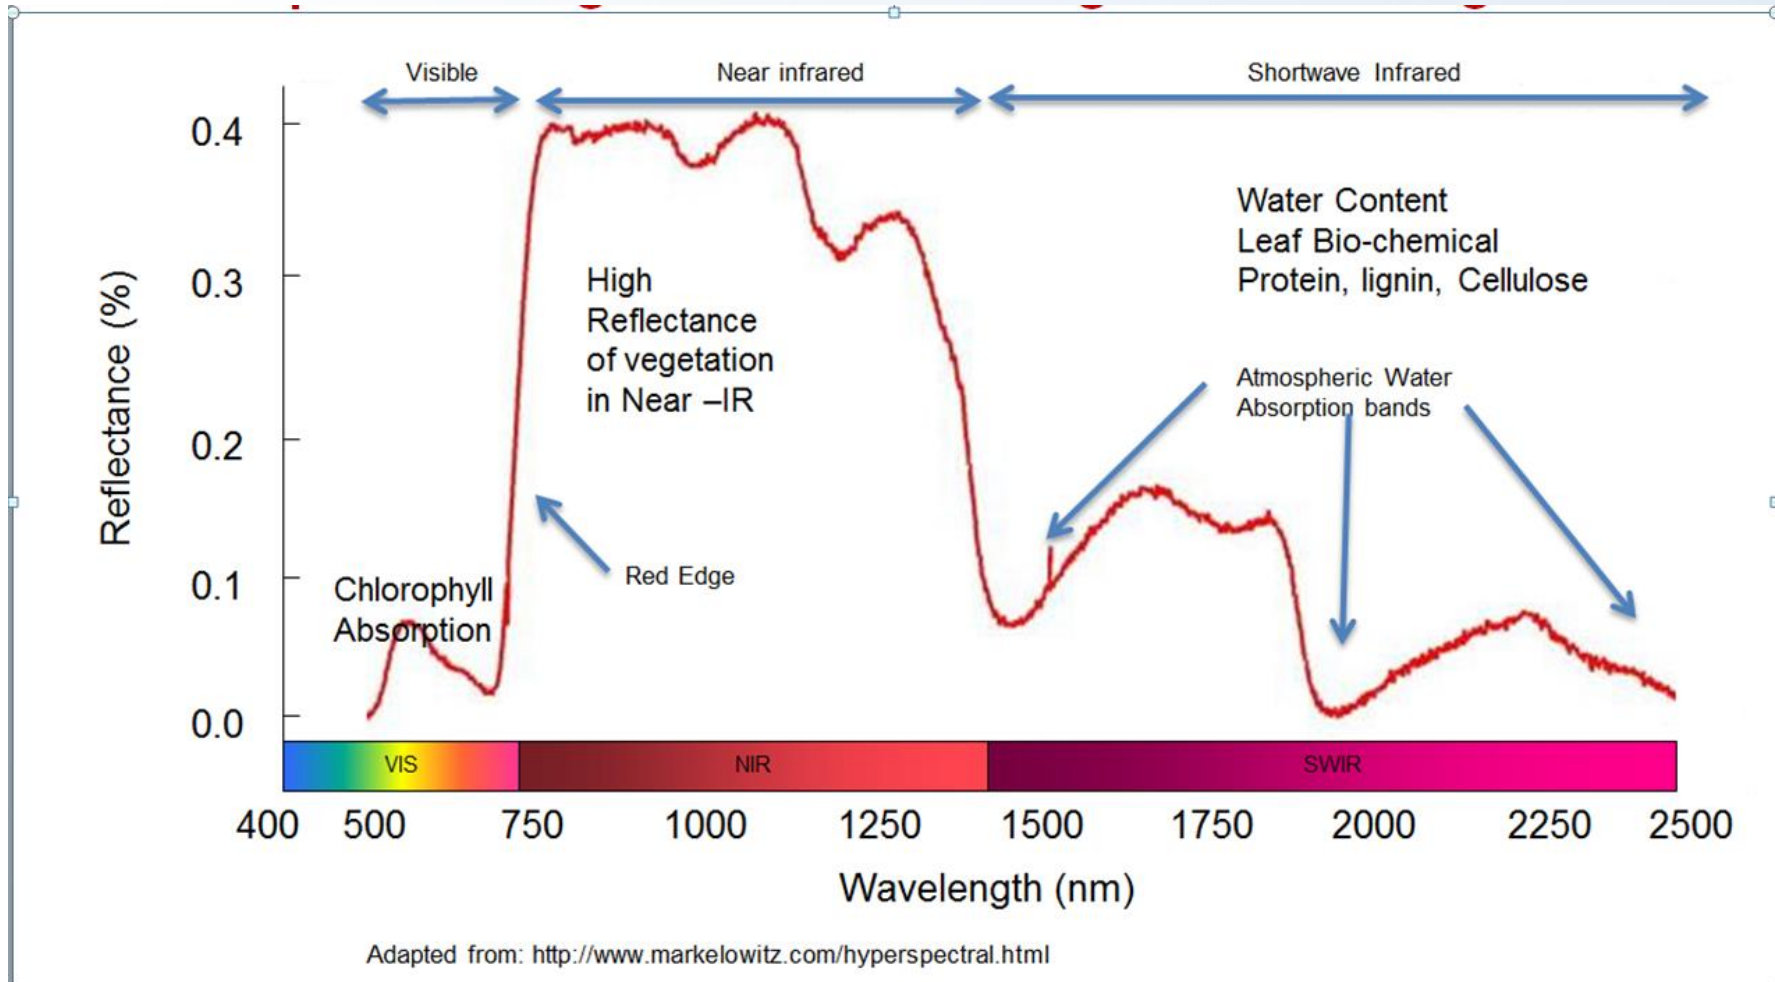 Visible
Near infrared
Shortwave Infrared
0.4
0.3
0.2
0.1
0.0
Reflectance (%)
Water Content
Leaf Bio-chemical
Protein, lignin, Cellulose
High
Reflectance
of vegetation
in Near –IR
Atmospheric Water
Absorption bands
Red Edge
Chlorophyll
Absorption
VIS
NIR
SWIR
400 500 750 1000 1250 1500 1750 2000 2250 2500
Wavelength (nm)
Adapted from: http://www.markelowitz.com/hyperspectral.html